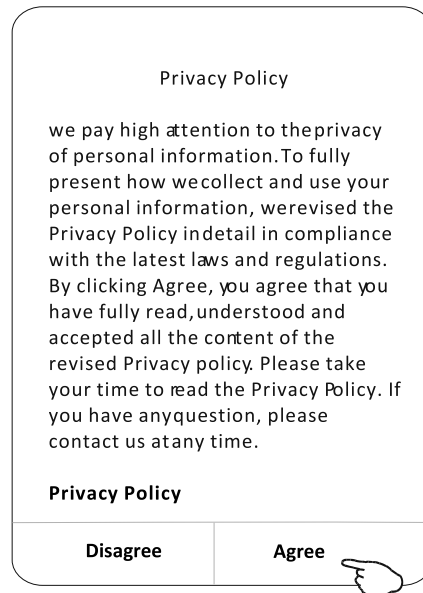 Privacy Policy
we pay high attention to theprivacy
of personal information.To fully
present how wecollect and use your
personal information, werevised the
Privacy Policy indetail in compliance
with the latest laws and regulations.
By clicking Agree, you agree that you
have fully read,understood and
accepted all the content of the
revised Privacy policy. Please take
your time to read the Privacy Policy. If
you have anyquestion, please
contact us atany time.
Privacy Policy
Disagree
Agree